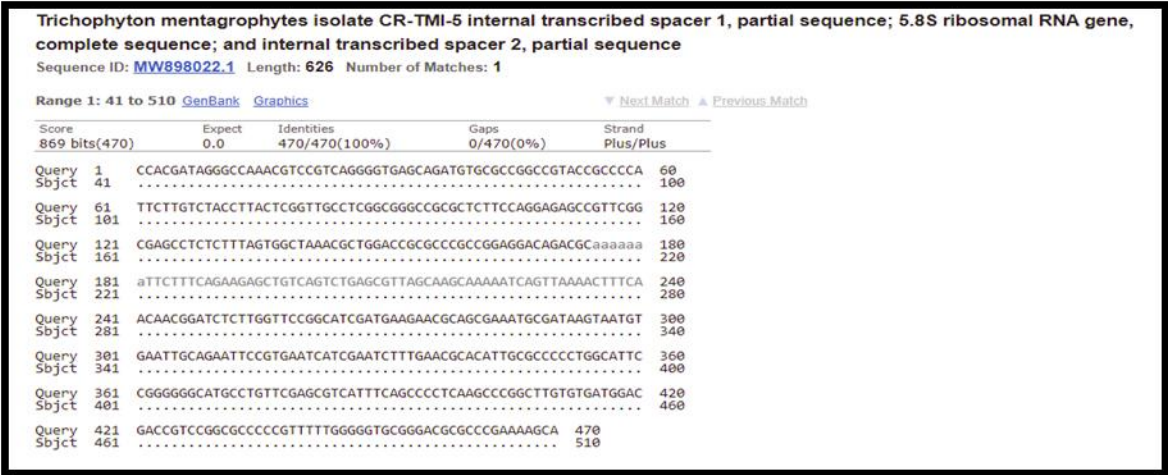 Trichophyton mentagrophytes isolate CR-TMI-5 internal transcribed spacer 1, partial sequence; 5.8S ribosomal RNA gene,
complete sequence; and internal transcribed spacer 2, partial sequence
Sequence ID: MW898022.1 Length: 626 Number of Matches: 1
Range 1: 41 to 510 GenBank Graphics ▼ Next Match ▲ Previous Match
Score Expect Identities Gaps Strand
869 bits(470) 0.0 470/470(100%) 0/470(0%) Plus/Plus
Query 1 CCACGATAGGGCCAAACGTCCGTCAGGGGTGAGCAGATGTGCGCCGGCCGTACCGCCCCA 60
Sbjct 41 ............................................................ 100
Query 61 TTCTTGTCTACCTTACTCGGTTGCCTCGGCGGGCCGCGCTCTTCCAGGAGAGCCGTTCGG 120
Sbjct 101 ............................................................ 160
Query 121 CGAGCCTCTCTTTAGTGGCTAAACGCTGGACCGCGCCCGCCGGAGGACAGACGCaaaaaa 180
Sbjct 161 ............................................................ 220
Query 181 aTTCTTTCAGAAGAGCTGTCAGTCTGAGCGTTAGCAAGCAAAAATCAGTTAAAACTTTCA 240
Sbjct 221 ............................................................ 280
Query 241 ACAACGGATCTCTTGGTTCCGGCATCGATGAAGAACGCAGCGAAATGCGATAAGTAATGT 300
Sbjct 281 ............................................................ 340
Query 301 GAATTGCAGAATTCCGTGAATCATCGAATCTTTGAACGCACATTGCGCCCCCTGGCATTC 360
Sbjct 341 ............................................................ 400
Query 361 CGGGGGGCATGCCTGTTCGAGCGTCATTTCAGCCCCTCAAGCCCGGCTTGTGTGATGGAC 420
Sbjct 401 ............................................................ 460
Query 421 GACCGTCCGGCGCCCCCGTTTTTGGGGGTGCGGGACGCGCCCGAAAAGCA 470
Sbjct 461 .................................................. 510